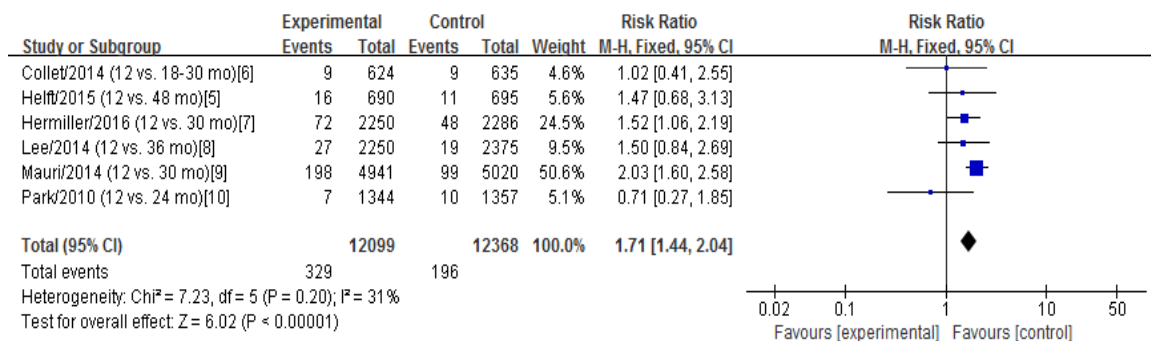 Experimental Control Risk Ratio Risk Ratio
Study or Subgroup Events Total Events Total Weight M-H, Fixed, 95% CI M-H, Fixed, 95% CI
Collet/2014 (12 vs. 18-30 mo)[6] 9 624 9 635 4.6% 1.02 [0.41, 2.55]
Helft/2015 (12 vs. 48 mo)[5] 16 690 11 695 5.6% 1.47 [0.68, 3.13]
Hermiller/2016 (12 vs. 30 mo)[7] 72 2250 48 2286 24.5% 1.52 [1.06, 2.19]
Lee/2014 (12 vs. 36 mo)[8] 27 2250 19 2375 9.5% 1.50 [0.84, 2.69]
Mauri/2014 (12 vs. 30 mo)[9] 198 4941 99 5020 50.6% 2.03 [1.60, 2.58]
Park/2010 (12 vs. 24 mo)[10] 7 1344 10 1357 5.1% 0.71 [0.27, 1.85]
Total (95% CI) 12099 12368 100.0% 1.71 [1.44, 2.04]
Total events 329 196
Heterogeneity: Chi² = 7.23, df = 5 (P = 0.20); I² = 31%
Test for overall effect: Z = 6.02 (P < 0.00001)
0.02 0.1 1 10 50
Favours [experimental] Favours [control]